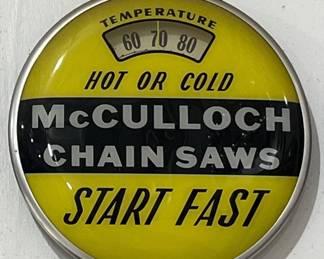 TEMPERATURE
60 70 80
HOT OR COLD
McCULLOCH
CHAIN SAWS
START FAST